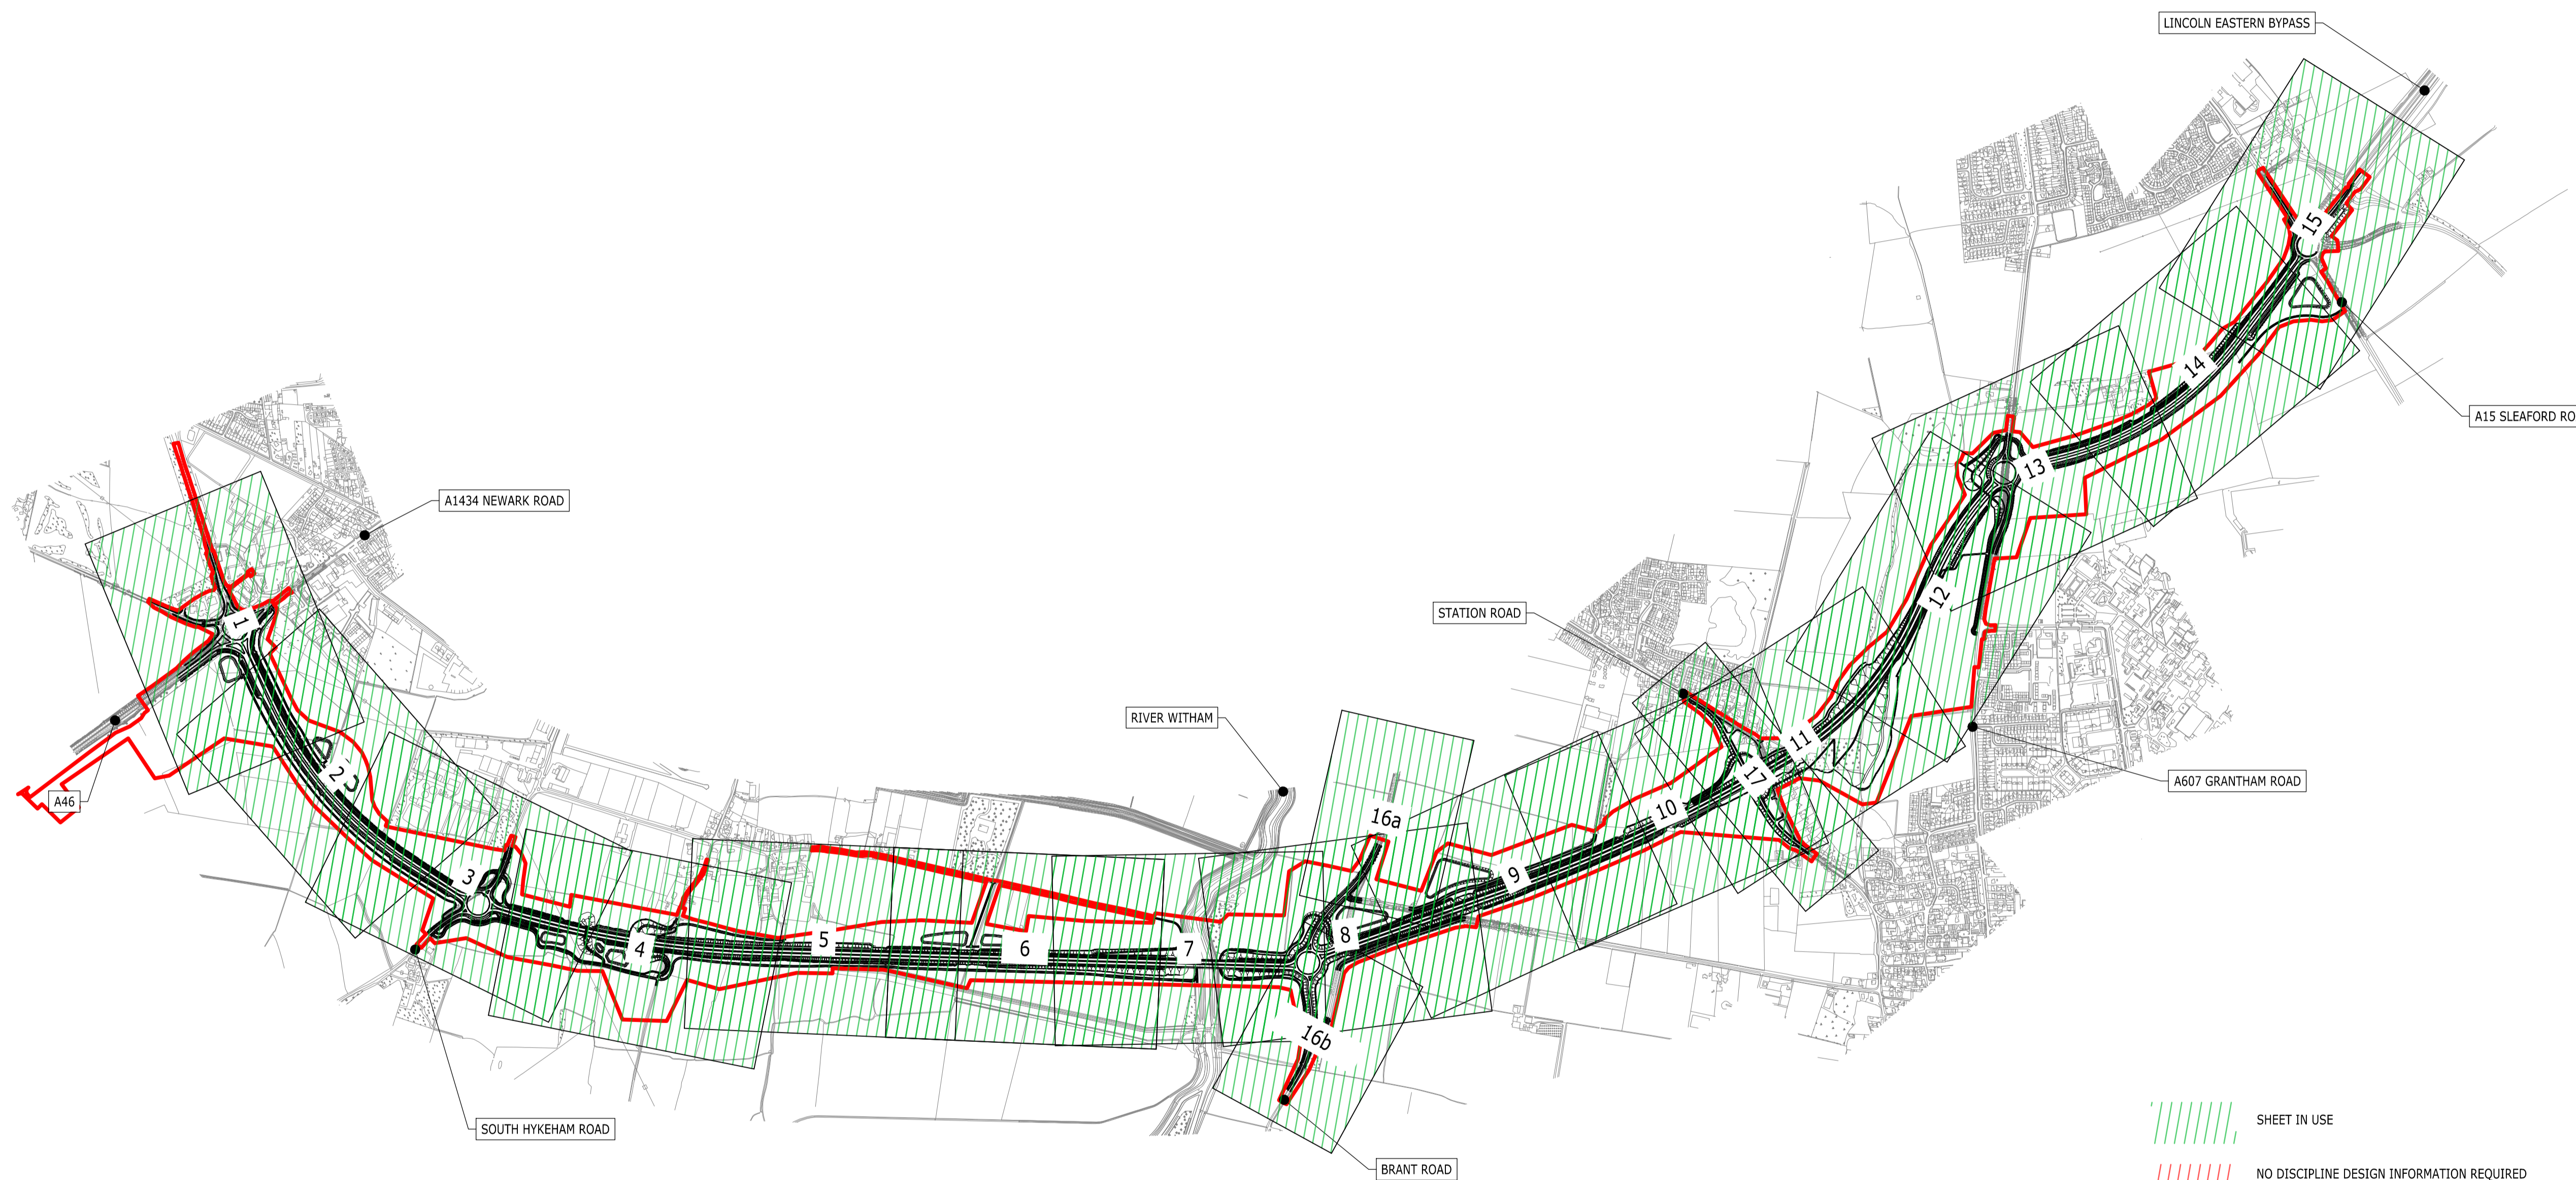 LINCOLN EASTERN BYPASS
15
14
A15 SLEAFORD RO
13
A1434 NEWARK ROAD
12
STATION ROAD
1
RIVER WITHAM
11
A46
2
17
A607 GRANTHAM ROAD
10
16a
3
9
4
5
6
7
8
16b
SOUTH HYKEHAM ROAD
BRANT ROAD
SHEET IN USE
NO DISCIPLINE DESIGN INFORMATION REQUIRED